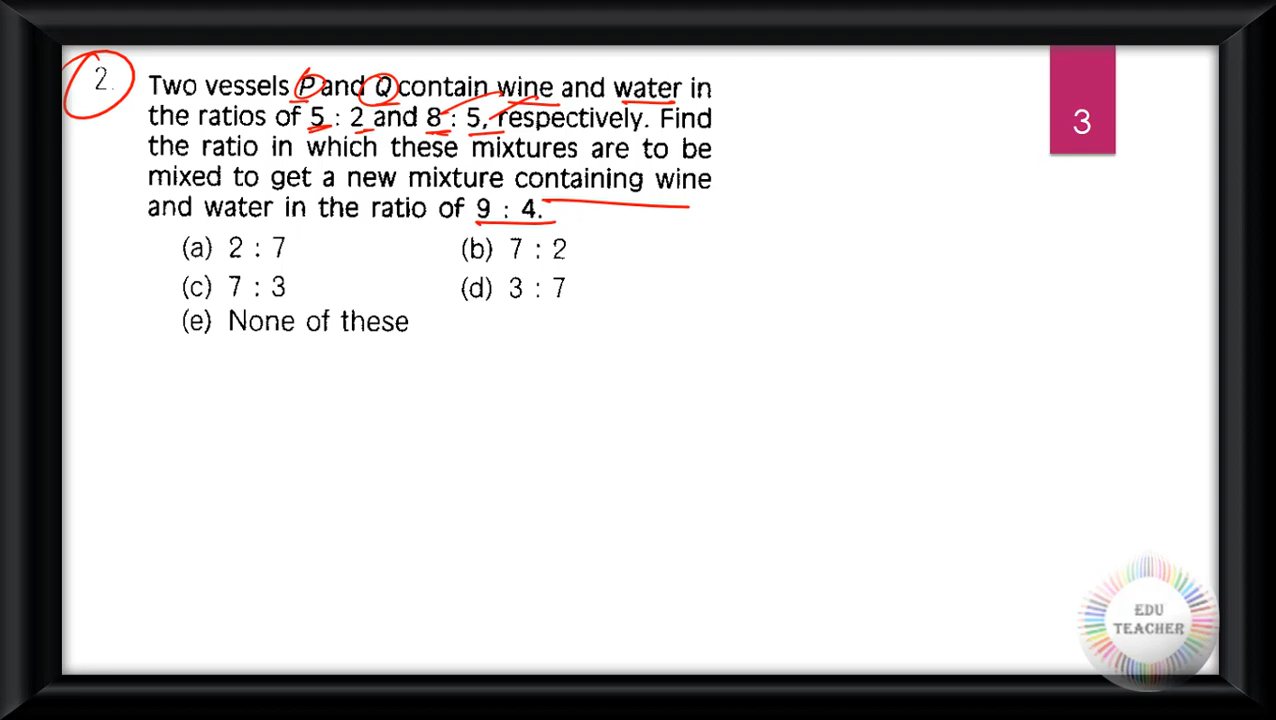 3
2.
Two vessels P and Q contain wine and water in
the ratios of 5 : 2 and 8 : 5, respectively. Find
the ratio in which these mixtures are to be
mixed to get a new mixture containing wine
and water in the ratio of 9 : 4.
(a) 2 : 7 (b) 7 : 2
(c) 7 : 3 (d) 3 : 7
(e) None of these
EDU
TEACHER